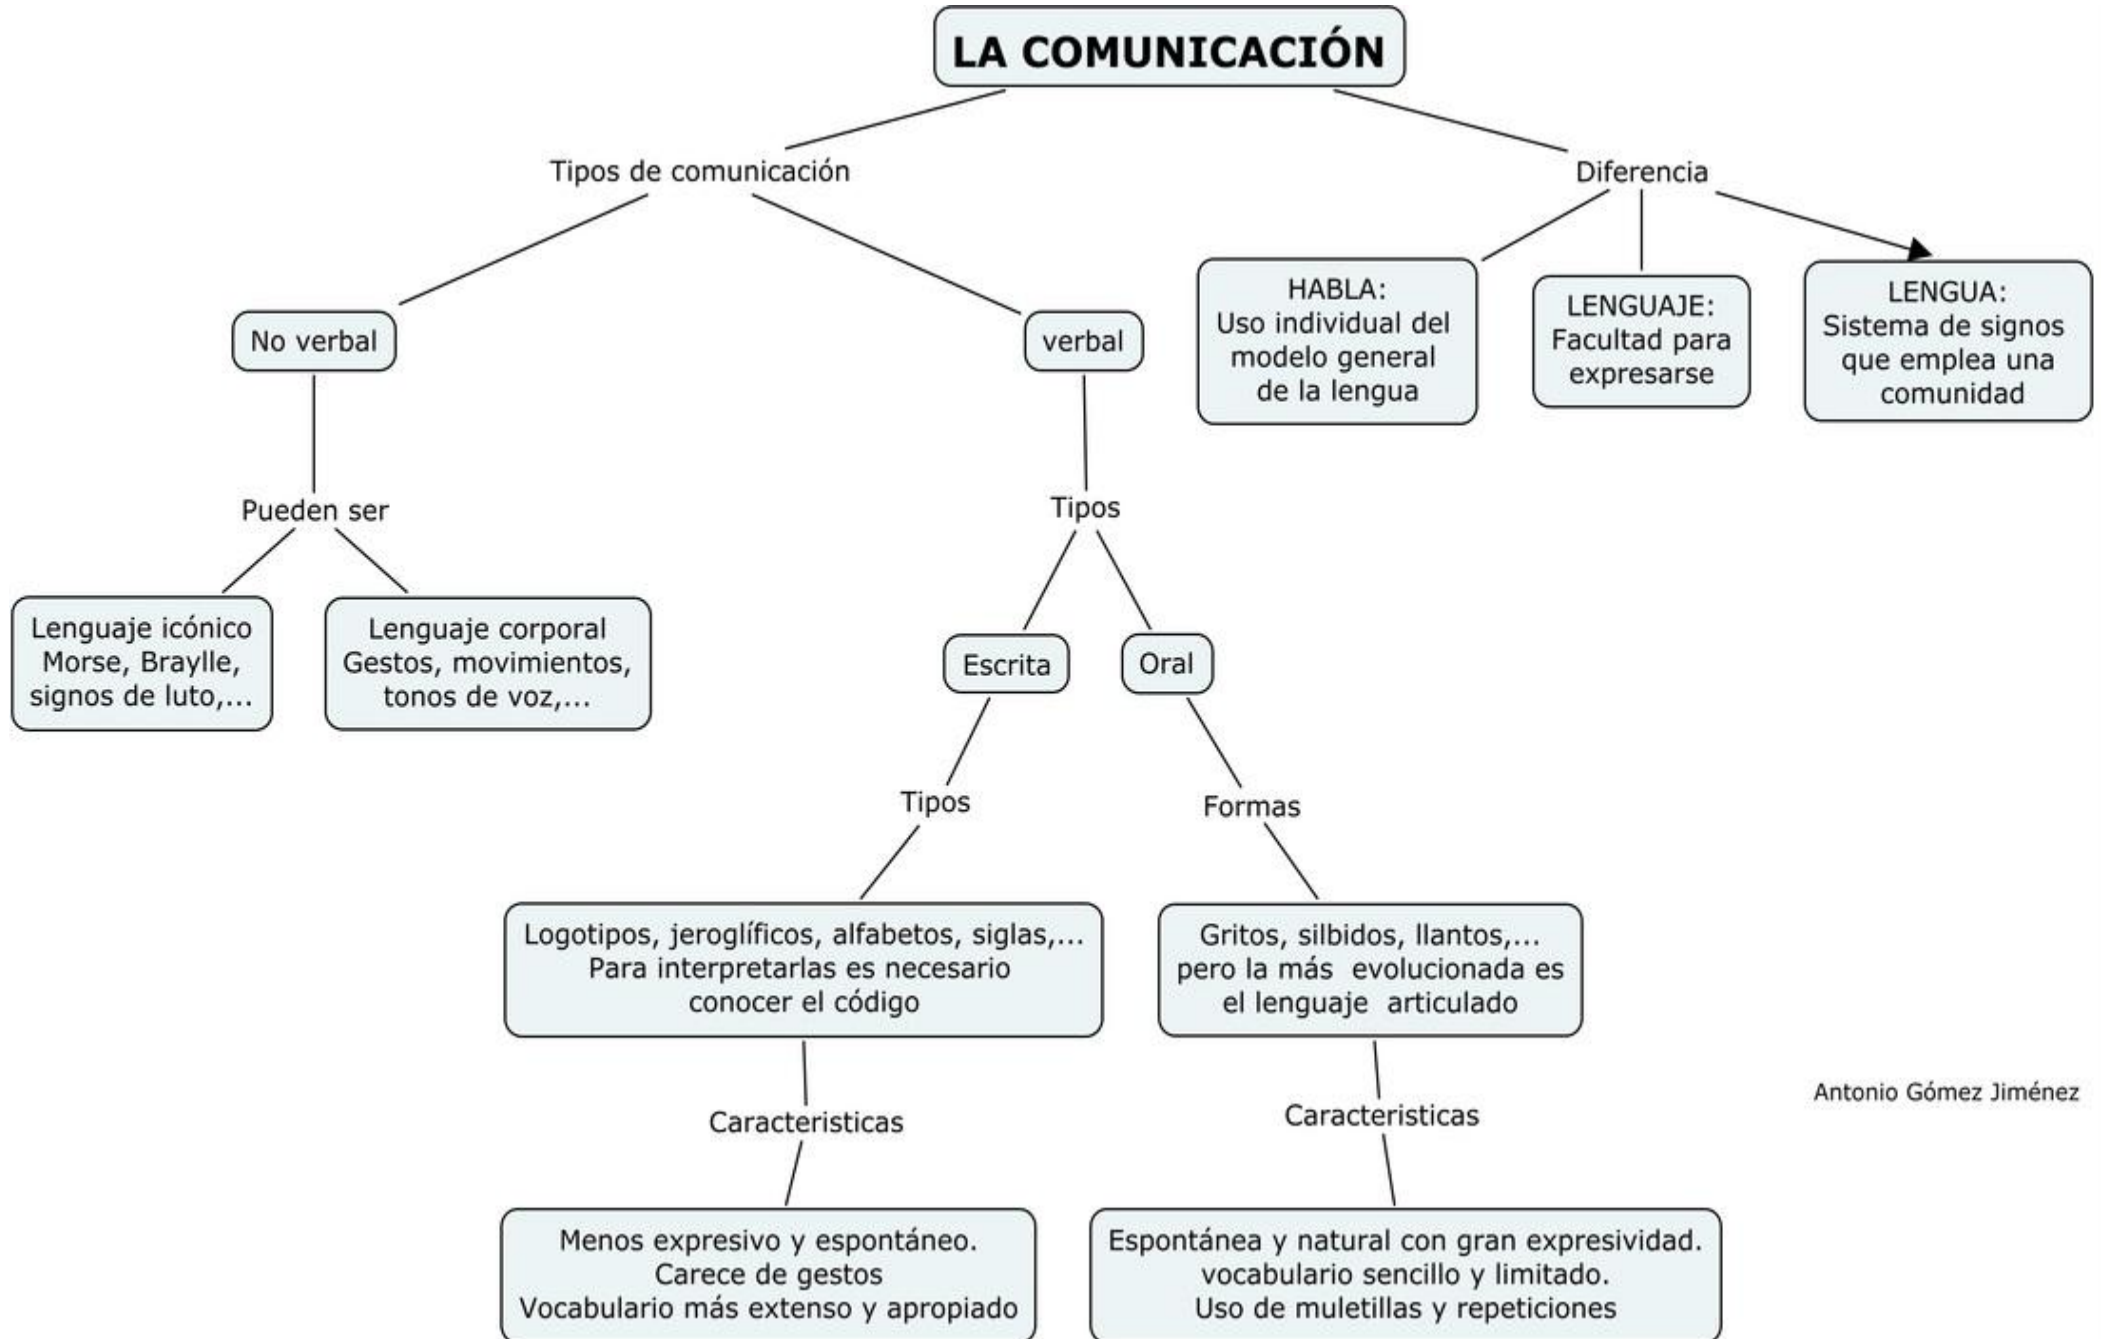 LA COMUNICACIÓN
Tipos de comunicación
Diferencia
No verbal
verbal
HABLA:
Uso individual del
modelo general
de la lengua
LENGUAJE:
Facultad para
expresarse
LENGUA:
Sistema de signos
que emplea una
comunidad
Pueden ser
Tipos
Lenguaje icónico
Morse, Braylle,
signos de luto,...
Lenguaje corporal
Gestos, movimientos,
tonos de voz,...
Escrita
Oral
Tipos
Formas
Logotipos, jeroglíficos, alfabetos, siglas,...
Para interpretarlas es necesario
conocer el código
Gritos, silbidos, llantos,...
pero la más  evolucionada es
el lenguaje  articulado
Caracteristicas
Caracteristicas
Antonio Gómez Jiménez
Menos expresivo y espontáneo.
Carece de gestos
Vocabulario más extenso y apropiado
Espontánea y natural con gran expresividad.
vocabulario sencillo y limitado.
Uso de muletillas y repeticiones